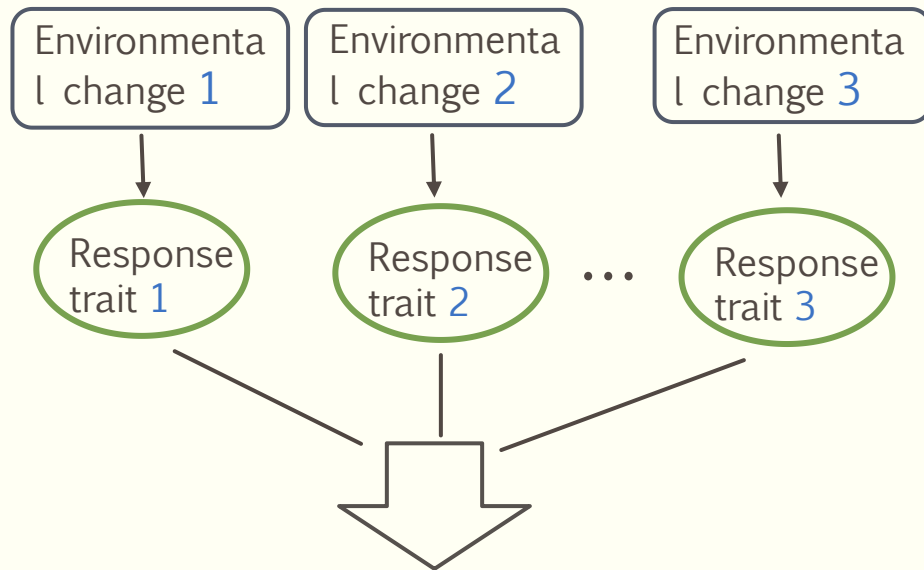 Environmenta
l change 1
Environmenta
l change 2
Environmenta
l change 3
Response
trait 1
Response
trait 2
...
Response
trait 3